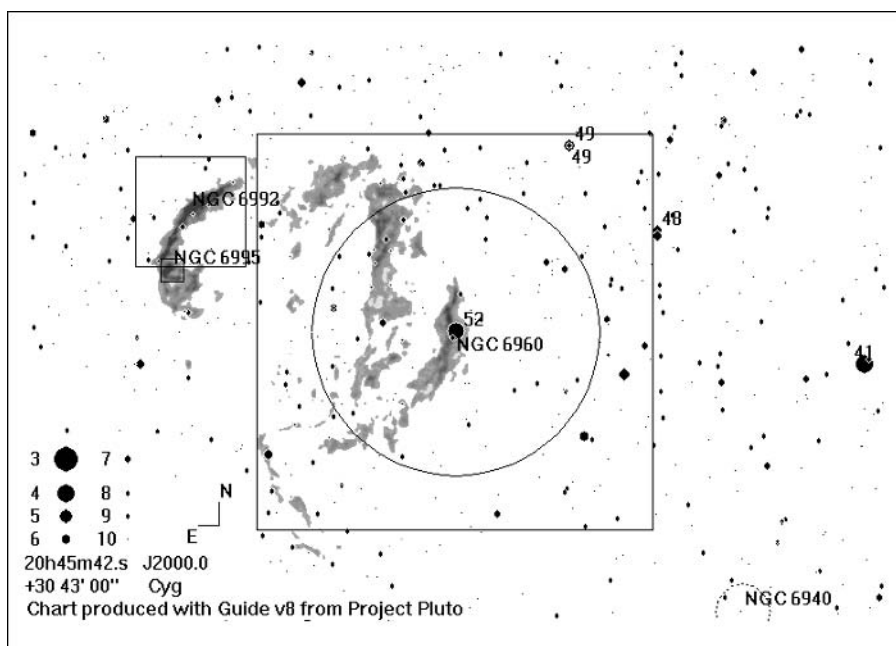 49
49
NGC 6992
48
NGC 6995
52
NGC 6960
41
3 7
4 8
5 9
6 10
N
E
20h45m42.s J2000.0
+30 43' 00" Cyg
Chart produced with Guide v8 from Project Pluto
NGC 6940